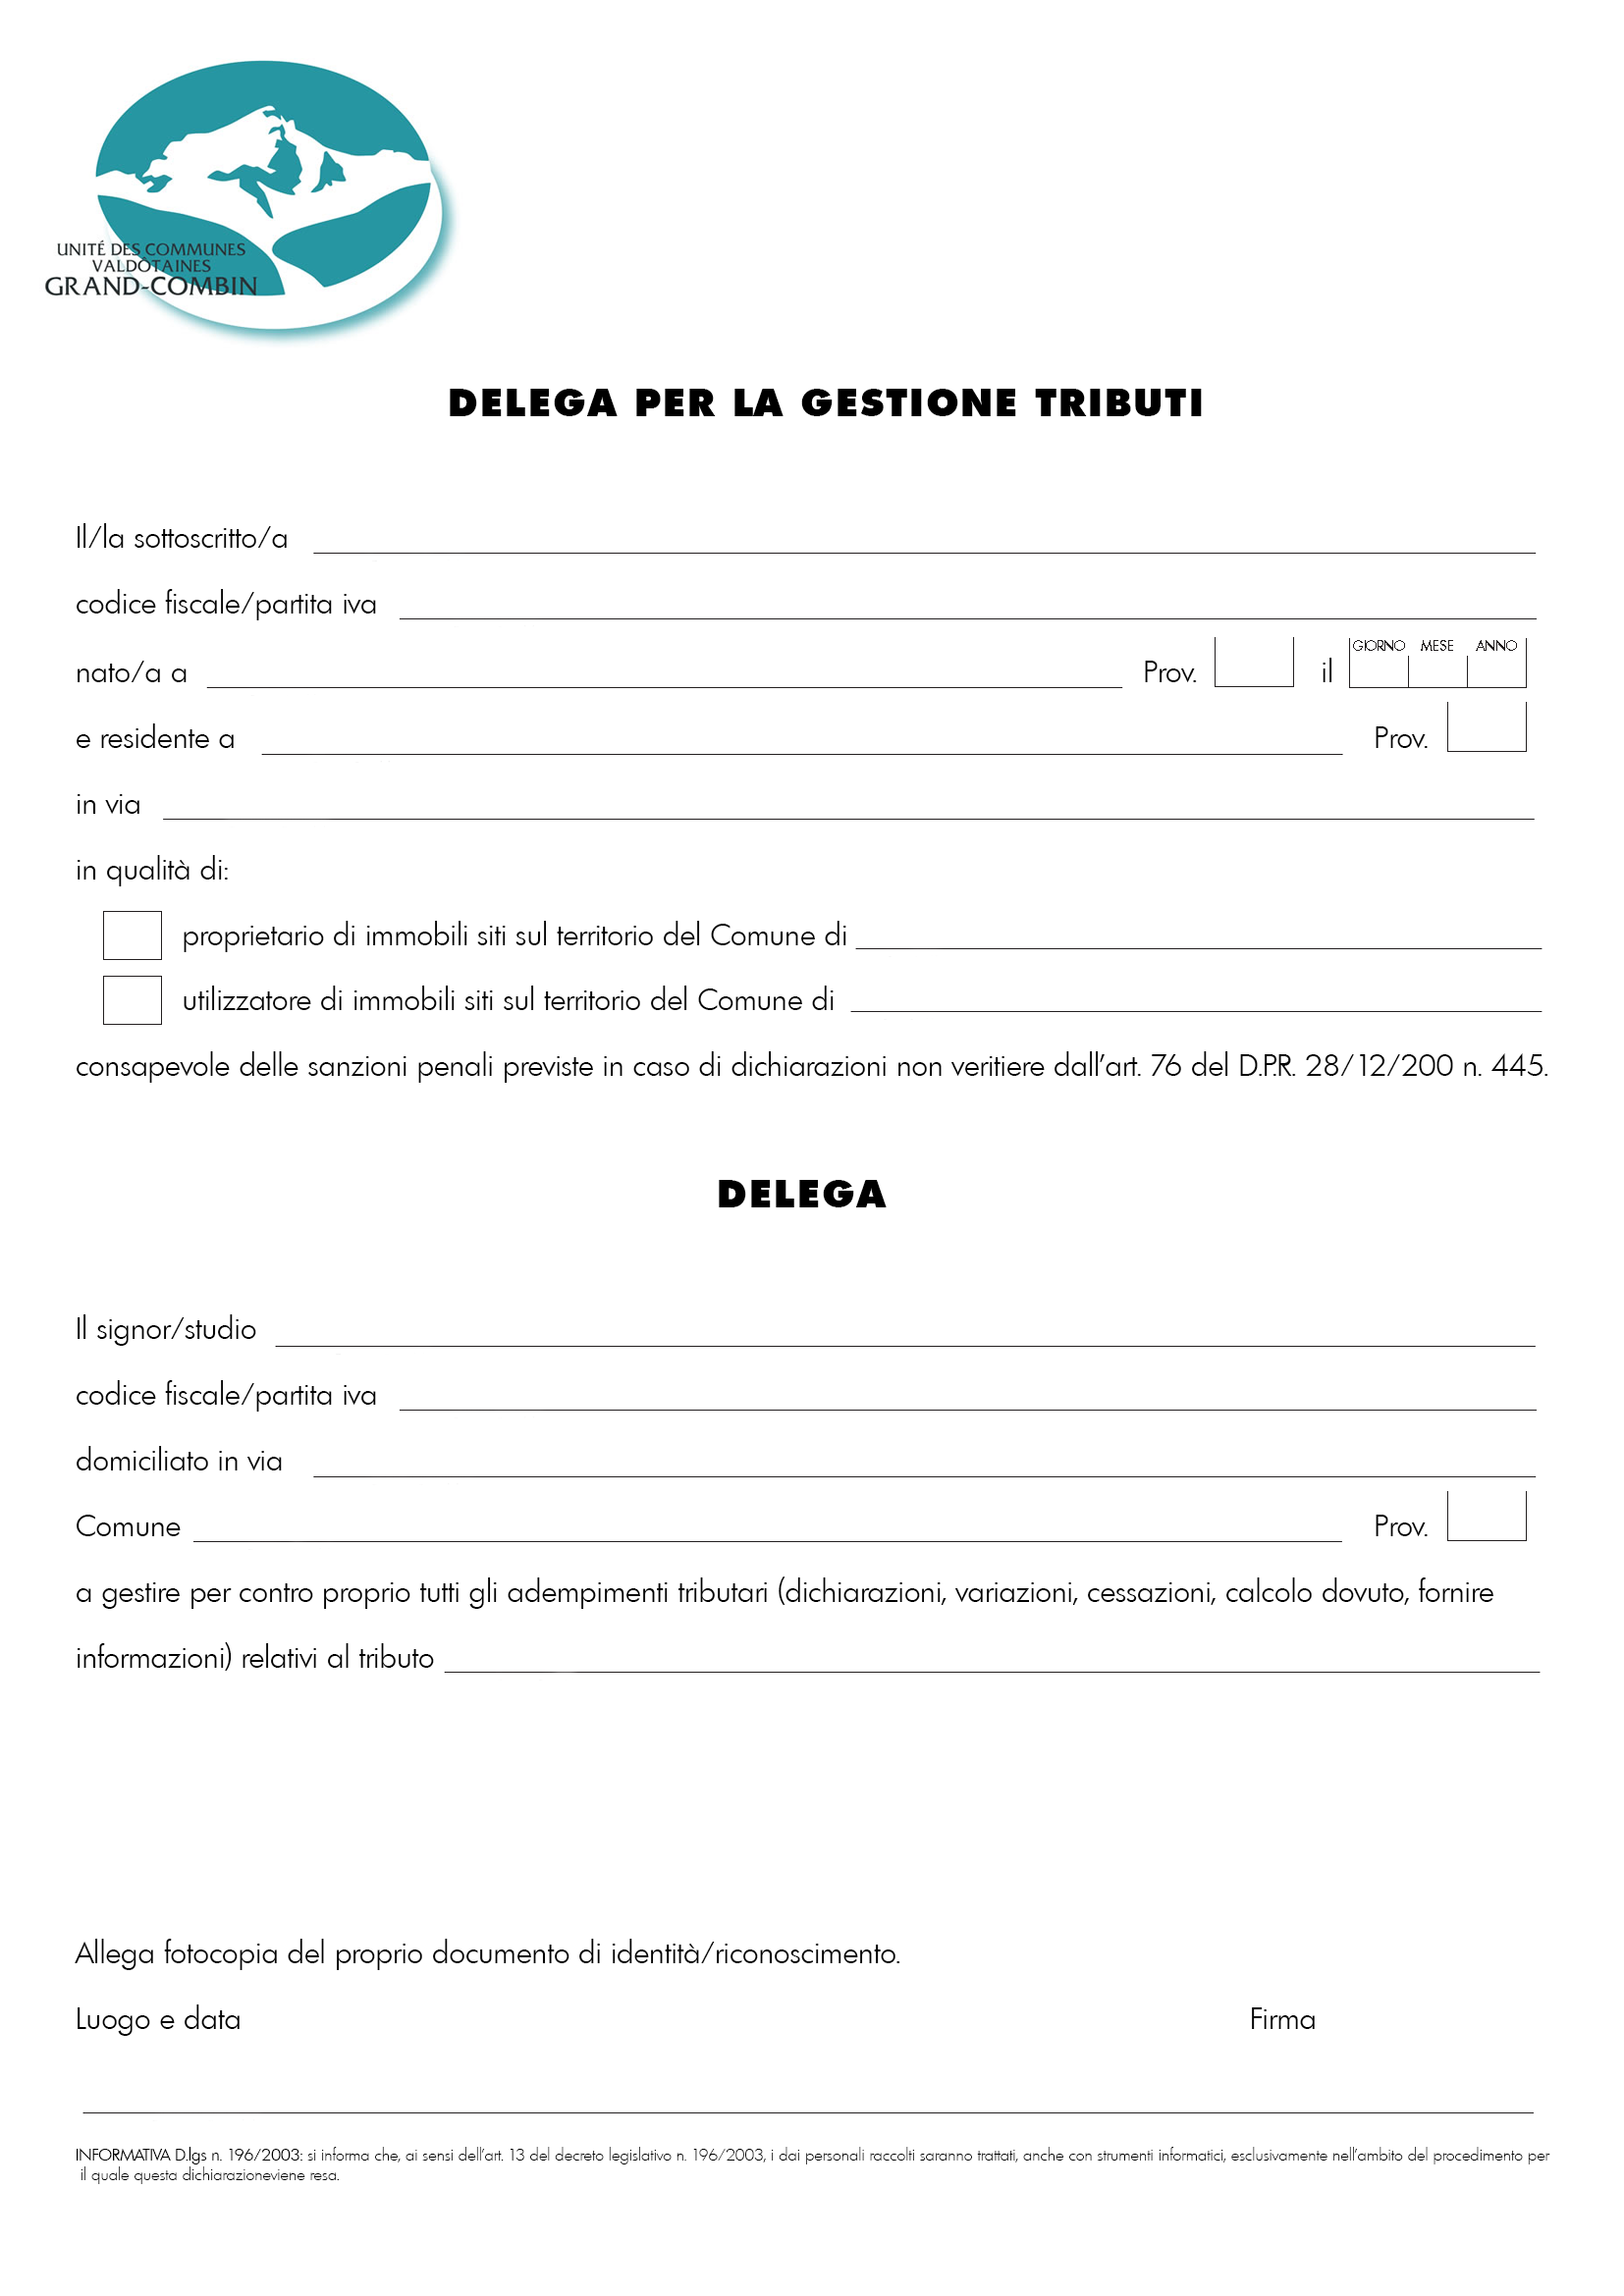 UNITÉ DES COMMUNES
VALDÔTAINES
GRAND-COMBIN
DELEGA PER LA GESTIONE TRIBUTI
Il/la sottoscritto/a
codice fiscale/partita iva
nato/a a Prov. il GIORNO MESE ANNO
e residente a Prov.
in via
in qualità di:
proprietario di immobili siti sul territorio del Comune di
utilizzatore di immobili siti sul territorio del Comune di
consapevole delle sanzioni penali previste in caso di dichiarazioni non veritiere dall'art. 76 del D.P.R. 28/12/200 n. 445.
DELEGA
Il signor/studio
codice fiscale/partita iva
domiciliato in via
Comune Prov.
a gestire per contro proprio tutti gli adempimenti tributari (dichiarazioni, variazioni, cessazioni, calcolo dovuto, fornire
informazioni) relativi al tributo
Allega fotocopia del proprio documento di identità/riconoscimento.
Luogo e data Firma
INFORMATIVA D.lgs n. 196/2003: si informa che, ai sensi dell'art. 13 del decreto legislativo n. 196/2003, i dai personali raccolti saranno trattati, anche con strumenti informatici, esclusivamente nell'ambito del procedimento per
il quale questa dichiarazioneviene resa.